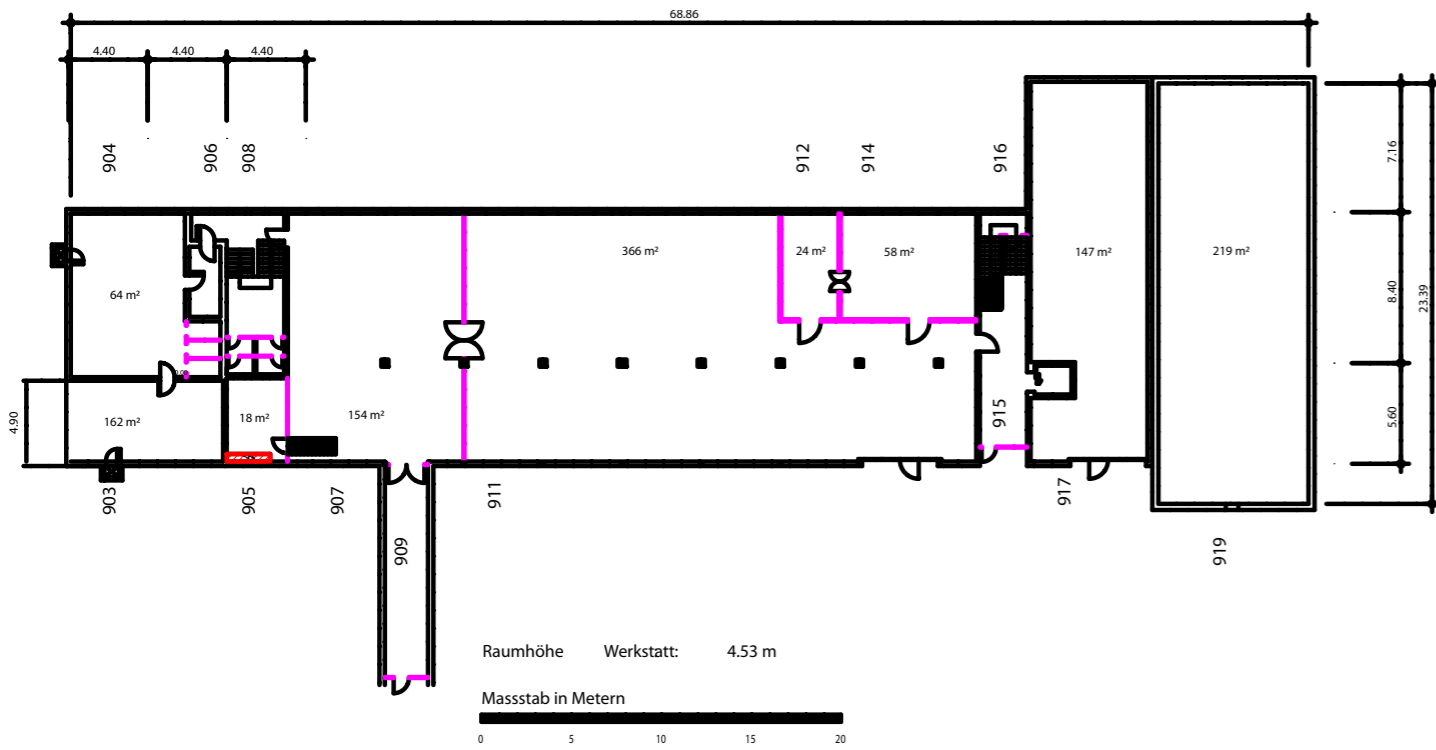 68.86
4.40 4.40 4.40
904 906 908 912 914 916
7.16
366 m² 24 m² 58 m² 147 m² 219 m²
64 m²
8.40
23.39
4.90
162 m² 18 m² 154 m²
915
5.60
903 905 907 911 917
909 919
Raumhöhe Werkstatt: 4.53 m
Massstab in Metern
0 5 10 15 20